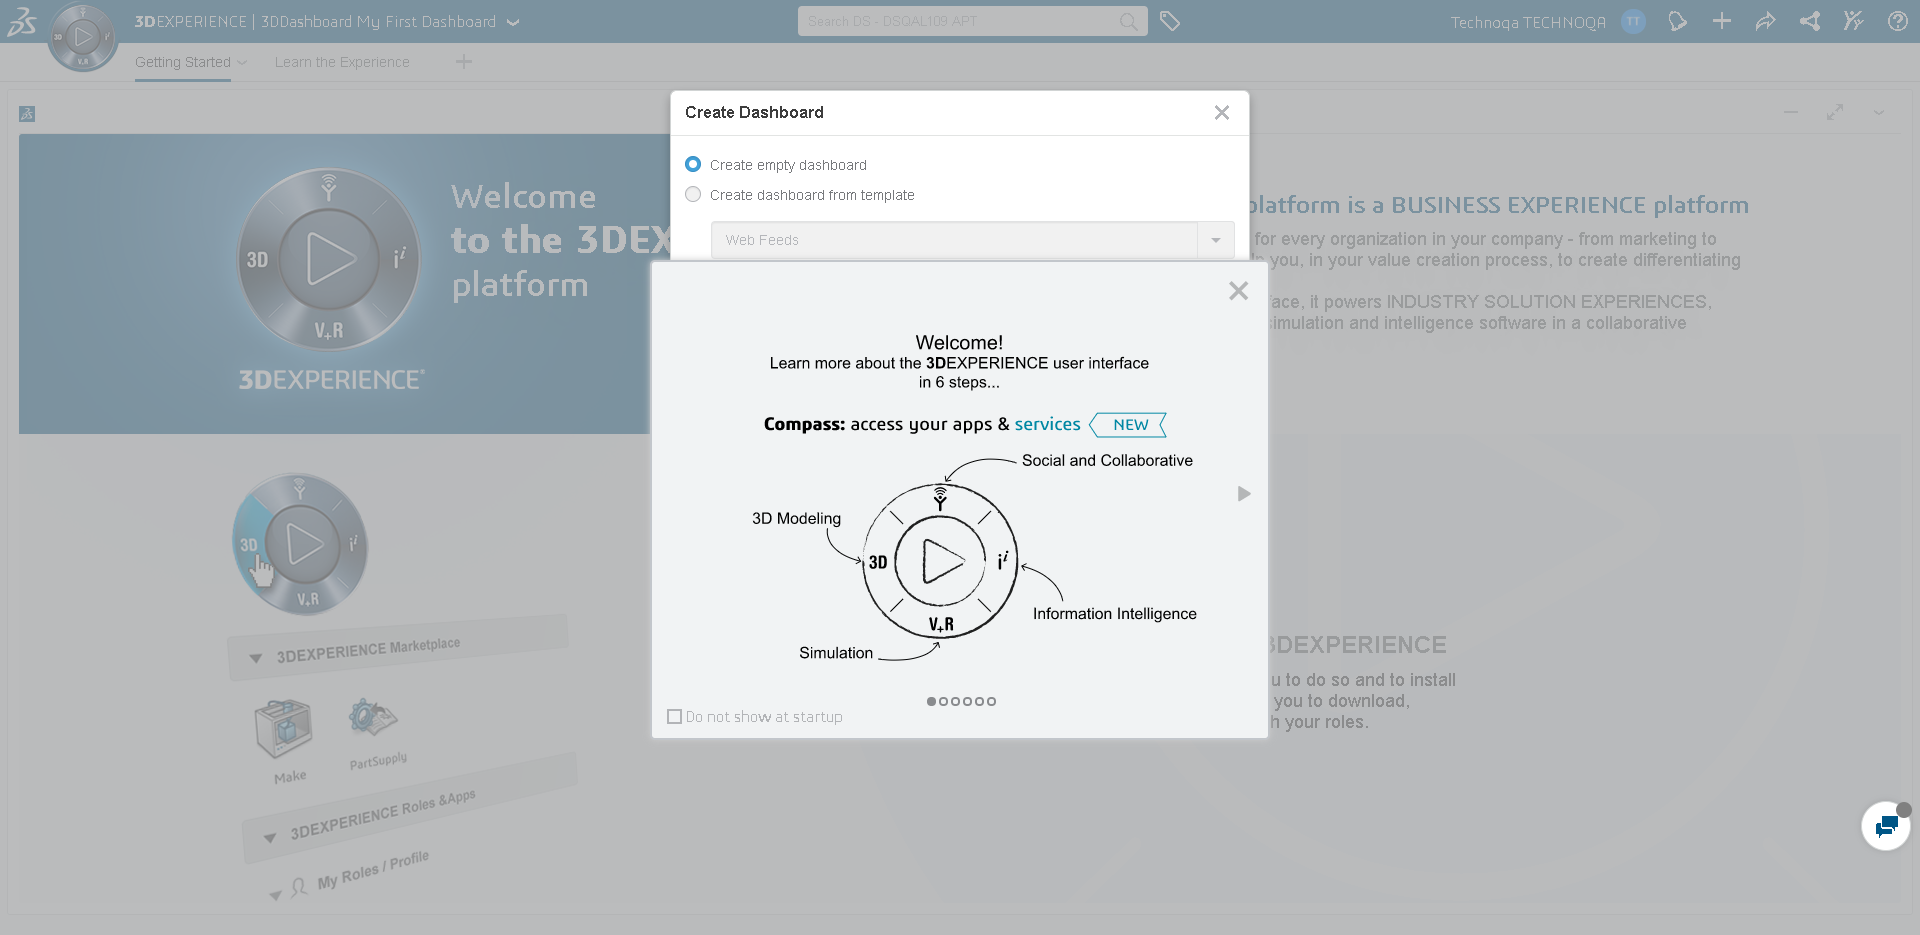 3DEXPERIENCE | 3DDashboard My First Dashboard
Search DS - DSQAL109 APT
Technoqa TECHNOQA
TT
3D
V,R
Getting Started
Learn the Experience
Create Dashboard
Create empty dashboard
Create dashboard from template
Web Feeds
Welcome
to the 3DEX
platform
3D
i i
V+R
3DEXPERIENCE®
platform is a BUSINESS EXPERIENCE platform
for every organization in your company - from marketing to
you, in your value creation process, to create differentiating
face, it powers INDUSTRY SOLUTION EXPERIENCES,
simulation and intelligence software in a collaborative
Welcome!
Learn more about the 3DEXPERIENCE user interface
in 6 steps...
Compass: access your apps & services NEW
Social and Collaborative
3D Modeling
3D
i i
V+R
Information Intelligence
Simulation
Do not show at startup
3D
i i
V+R
3DEXPERIENCE Marketplace
Make
PartSupply
3DEXPERIENCE Roles &Apps
My Roles / Profile
3DEXPERIENCE
u to do so and to install
you to download,
h your roles.